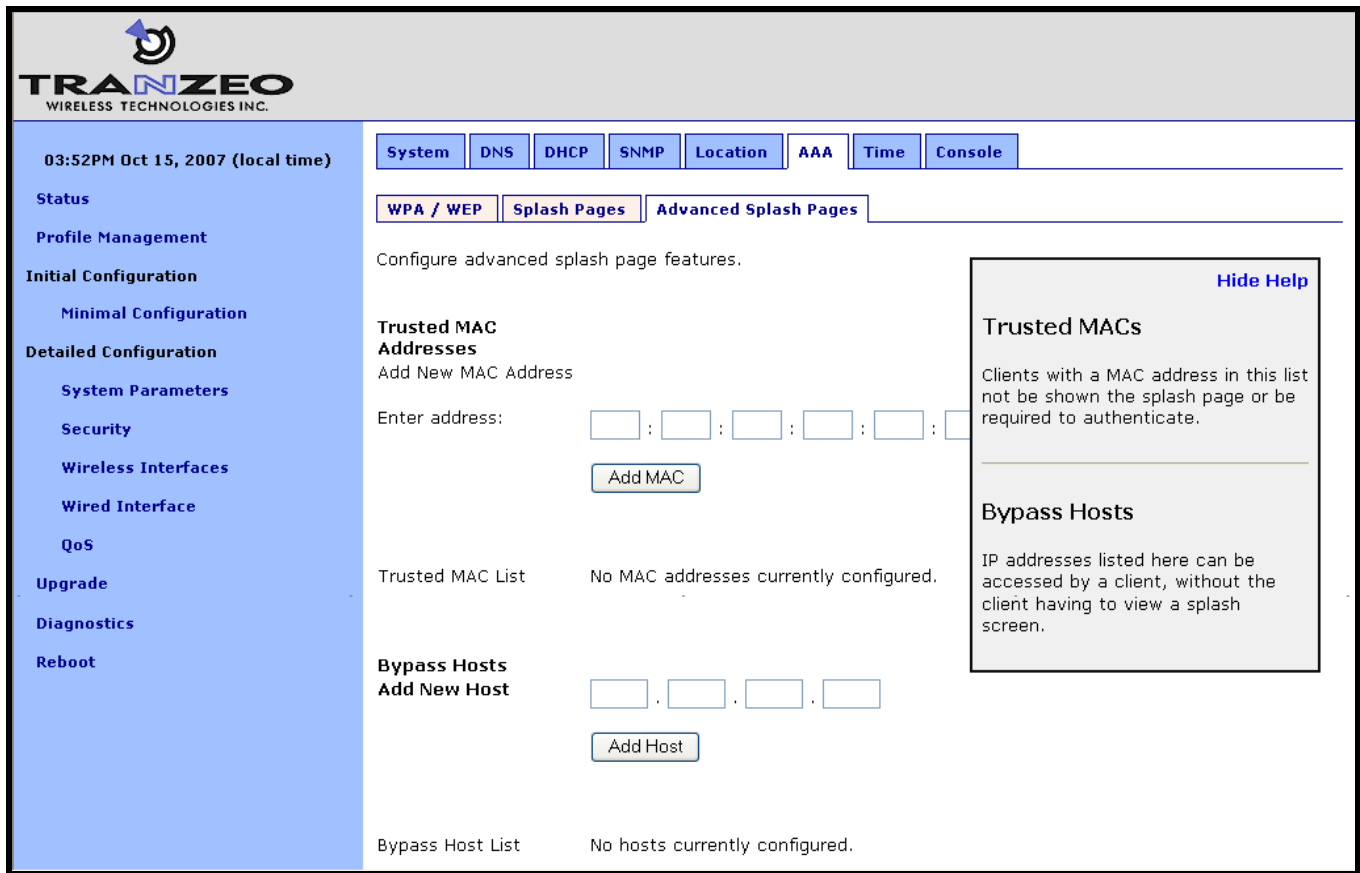 TRANZEO
WIRELESS TECHNOLOGIES INC.
03:52PM Oct 15, 2007 (local time)
Status
Profile Management
Initial Configuration
Minimal Configuration
Detailed Configuration
System Parameters
Security
Wireless Interfaces
Wired Interface
QoS
Upgrade
Diagnostics
Reboot
System DNS DHCP SNMP Location AAA Time Console
WPA / WEP Splash Pages Advanced Splash Pages
Configure advanced splash page features.
Trusted MAC
Addresses
Add New MAC Address
Enter address: : : : : :
Add MAC
Trusted MAC List No MAC addresses currently configured.
Bypass Hosts
Add New Host . . .
Add Host
Bypass Host List No hosts currently configured.
Hide Help
Trusted MACs
Clients with a MAC address in this list
not be shown the splash page or be
required to authenticate.
Bypass Hosts
IP addresses listed here can be
accessed by a client, without the
client having to view a splash
screen.